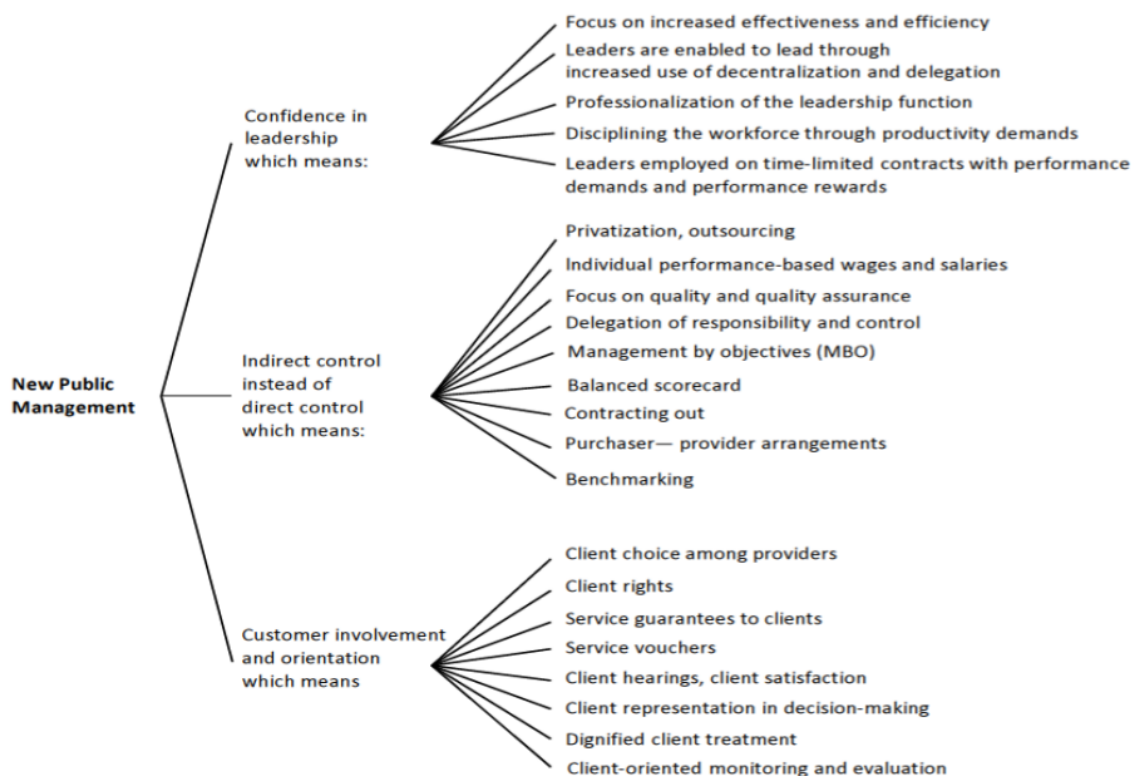 Focus on increased effectiveness and efficiency
Leaders are enabled to lead through
increased use of decentralization and delegation
Confidence in
leadership
which means:
Professionalization of the leadership function
Disciplining the workforce through productivity demands
Leaders employed on time-limited contracts with performance
demands and performance rewards
New Public
Management
Indirect control
instead of
direct control
which means:
Privatization, outsourcing
Individual performance-based wages and salaries
Focus on quality and quality assurance
Delegation of responsibility and control
Management by objectives (MBO)
Balanced scorecard
Contracting out
Purchaser— provider arrangements
Benchmarking
Customer involvement
and orientation
which means
Client choice among providers
Client rights
Service guarantees to clients
Service vouchers
Client hearings, client satisfaction
Client representation in decision-making
Dignified client treatment
Client-oriented monitoring and evaluation